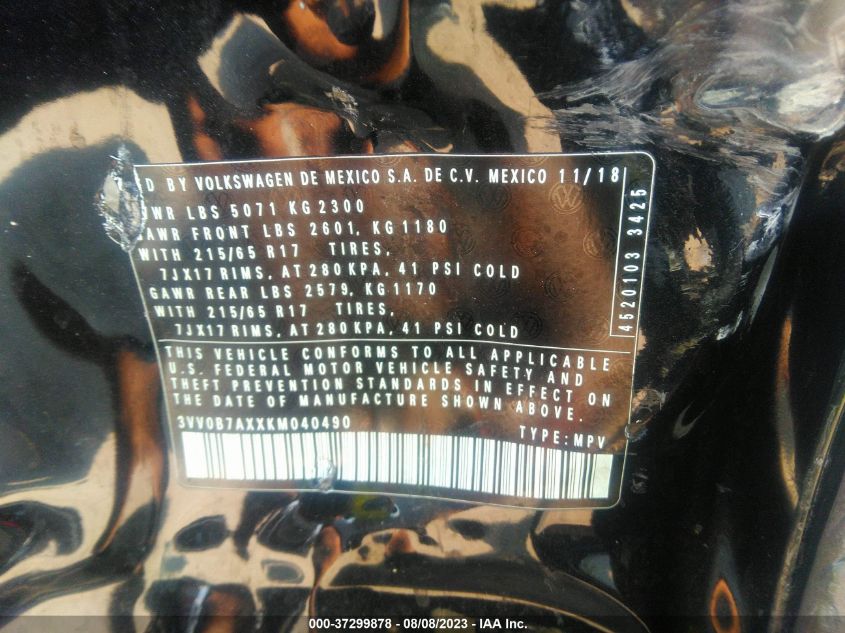 D BY VOLKSWAGEN DE MEXICO S.A. DE C.V. MEXICO 11/18
LBS 5071 KG 2300
GAWR FRONT LBS 2601, KG 1180
WITH 215/65 R17 TIRES,
7JX17 RIMS, AT 280 KPA, 41 PSI COLD
GAWR REAR LBS 2579, KG 1170
WITH 215/65 R17 TIRES,
7JX17 RIMS, AT 280 KPA, 41 PSI COLD
4520103 3425
THIS VEHICLE CONFORMS TO ALL APPLICABLE
U.S. FEDERAL MOTOR VEHICLE SAFETY AND
THEFT PREVENTION STANDARDS IN EFFECT ON
THE DATE OF MANUFACTURE SHOWN ABOVE.
3VV0B7AXXKM040490 TYPE: MPV
000-37299878 - 08/08/2023 - IAA Inc.